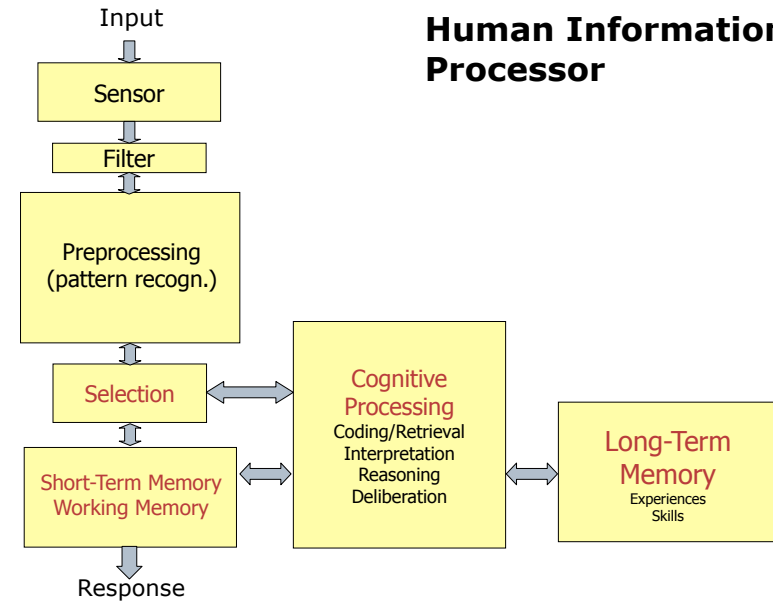 Human Information
Processor
Input
Sensor
Filter
Preprocessing
(pattern recogn.)
Selection
Short-Term Memory
Working Memory
Response
Cognitive
Processing
Coding/Retrieval
Interpretation
Reasoning
Deliberation
Long-Term
Memory
Experiences
Skills